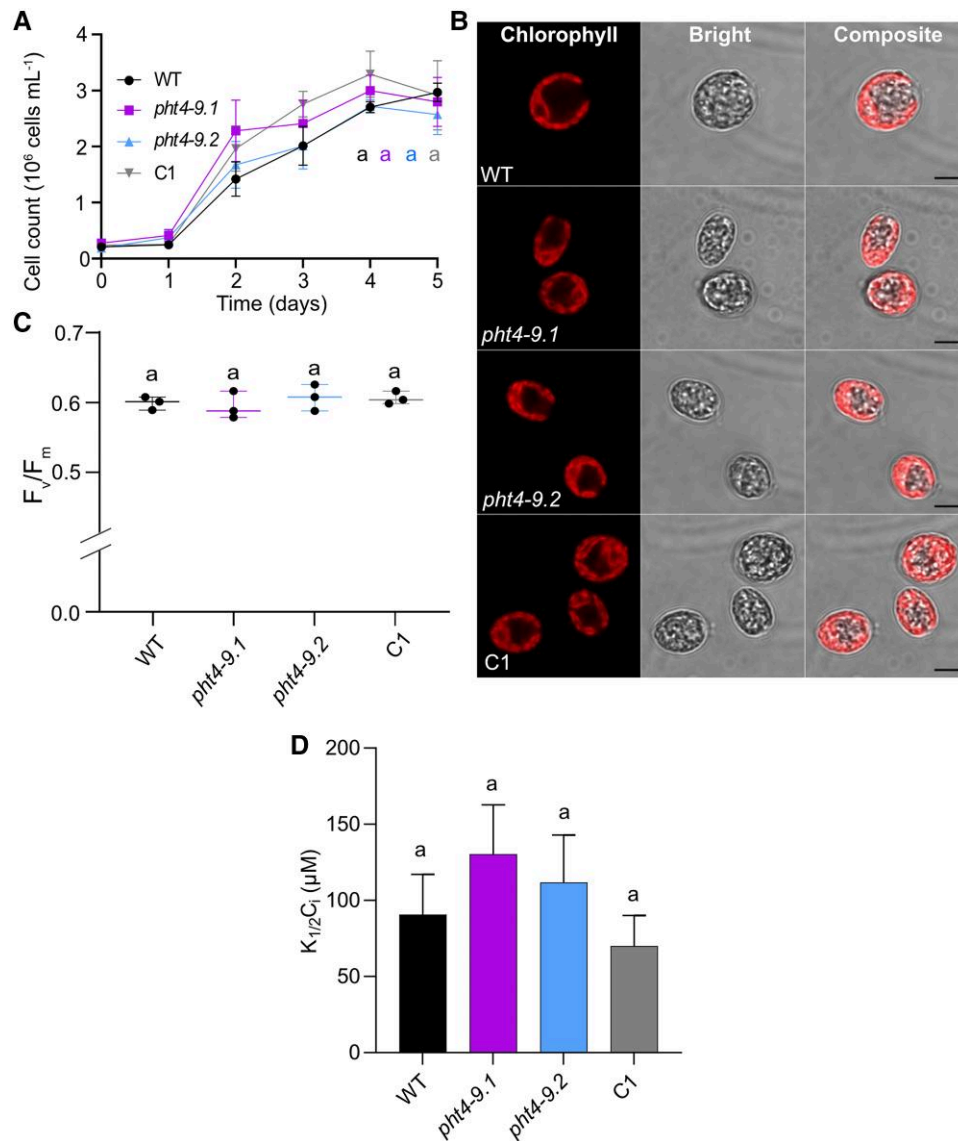 A
Cell count (10⁶ cells mL⁻¹)
4
3
2
1
0
WT
pht4-9.1
pht4-9.2
C1
a a a a
0 1 2 3 4 5
Time (days)
B
Chlorophyll Bright Composite
WT
pht4-9.1
pht4-9.2
C1
C
Fv/Fm
0.7
0.6
0.5
0.0
a a a a
WT pht4-9.1 pht4-9.2 C1
D
K1/2Ci (µM)
200
150
100
50
0
a a a a
WT pht4-9.1 pht4-9.2 C1